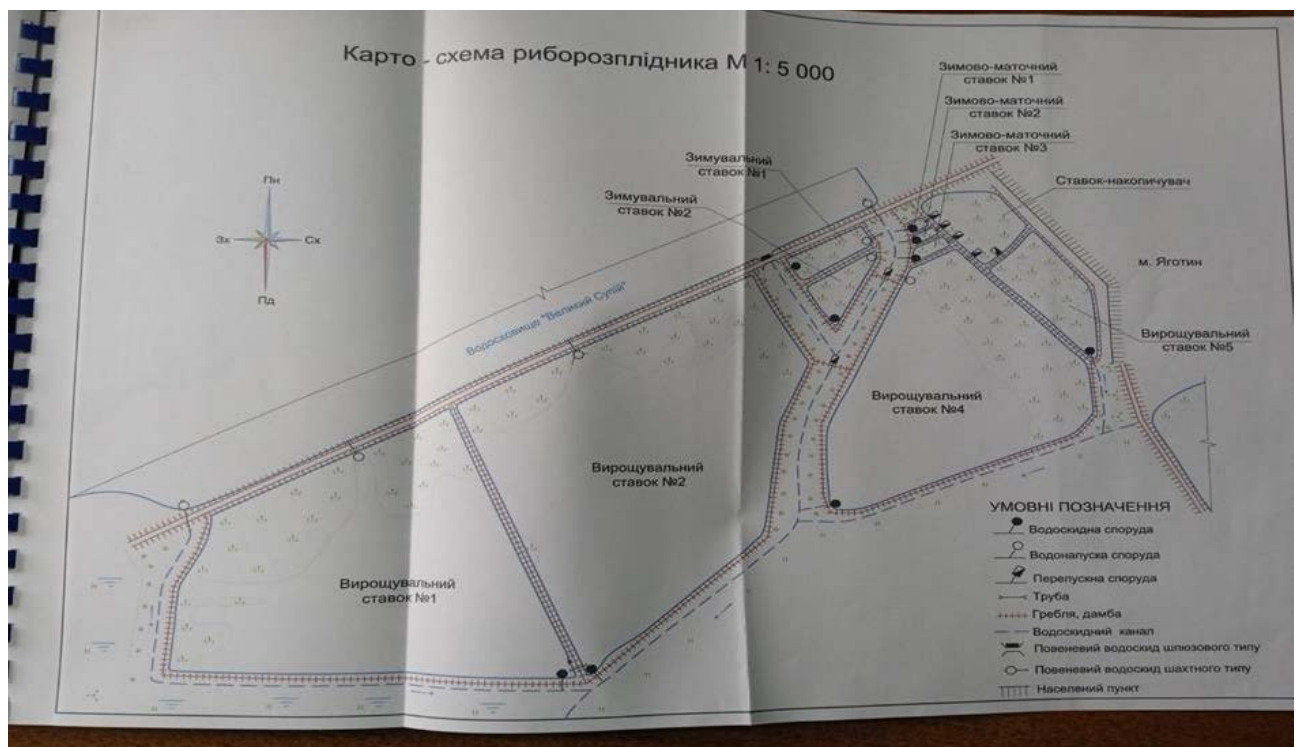 Карто - схема риборозплідника М 1: 5 000
Зимово-маточний
ставок №1
Зимово-маточний
ставок №2
Зимово-маточний
ставок №3
Зимувальний
ставок №1
Зимувальний
ставок №2
Ставок-накопичувач
Пн
Зх
Сх
Пд
м. Яготин
Водосховище "Великий Супій"
Вирощувальний
ставок №5
Вирощувальний
ставок №4
Вирощувальний
ставок №2
Вирощувальний
ставок №1
УМОВНІ ПОЗНАЧЕННЯ
Водоскидна споруда
Водонапуска споруда
Перепускна споруда
Труба
Гребля, дамба
Водоскидний канал
Повеневий водоскид шлюзового типу
Повеневий водоскид шахтного типу
Населений пункт